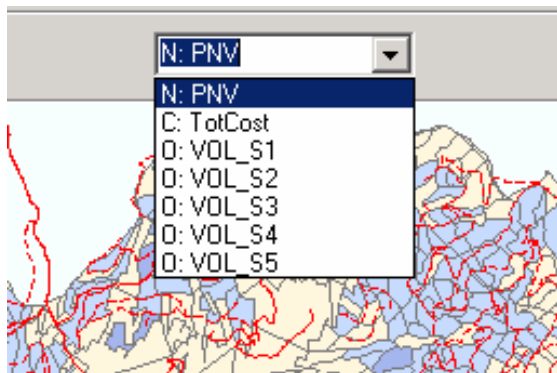 N: PNV
N: PNV
C: TotCost
O: VOL_S1
O: VOL_S2
O: VOL_S3
O: VOL_S4
O: VOL_S5